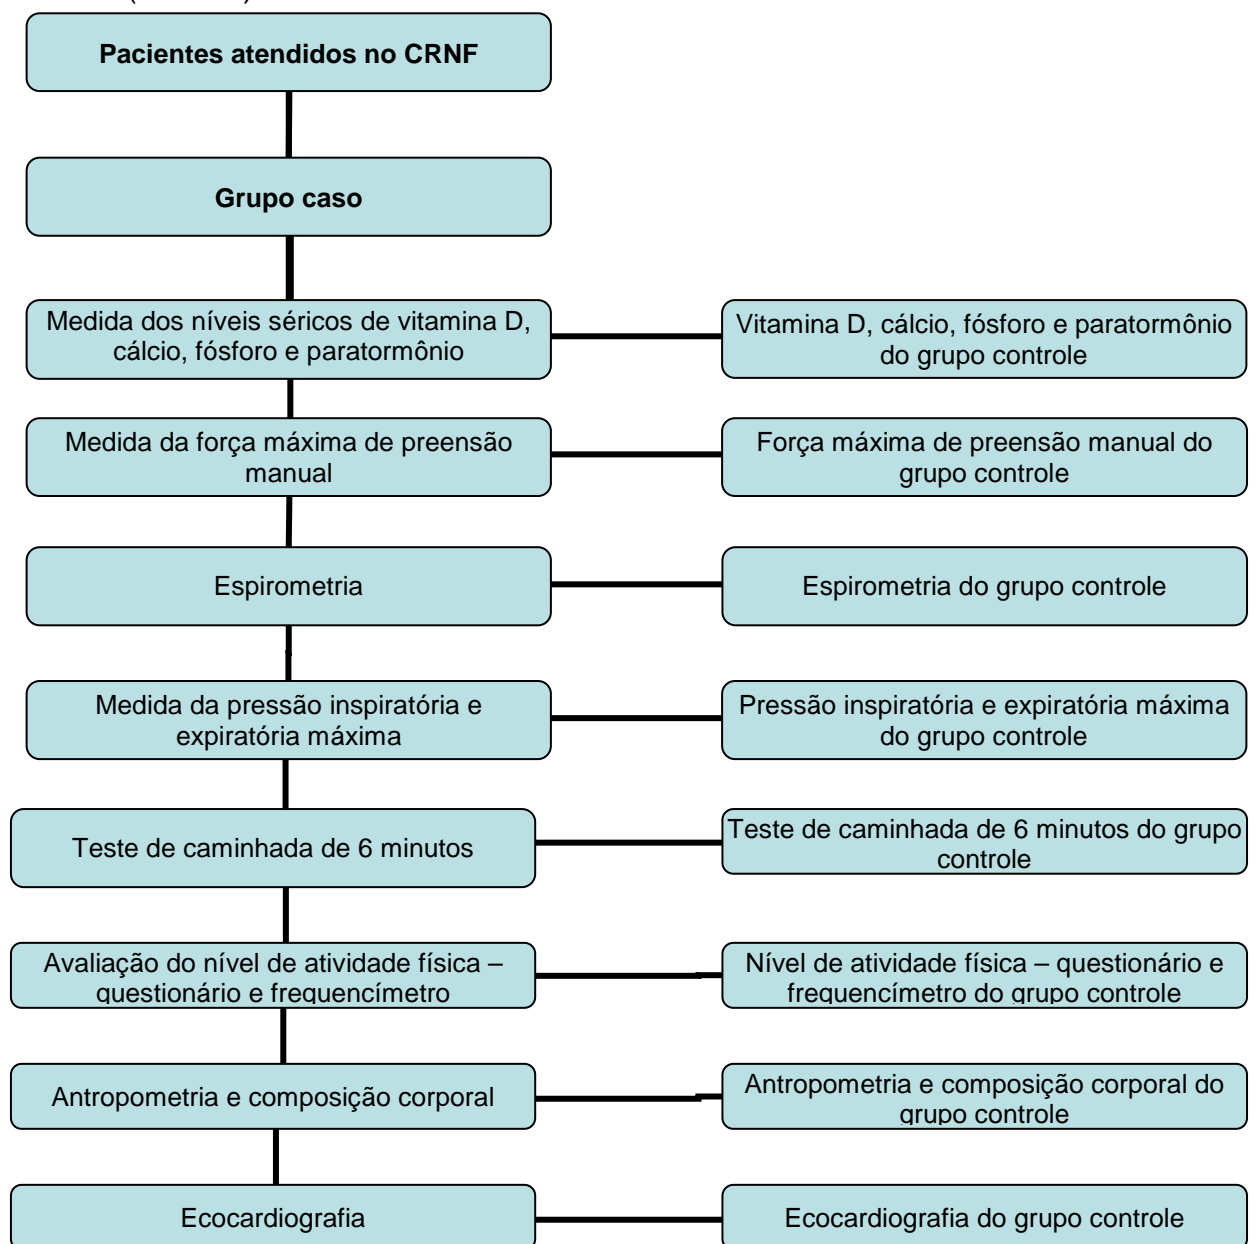 Pacientes atendidos no CRNF
Grupo caso
Medida dos níveis séricos de vitamina D,
cálcio, fósforo e paratormônio
Vitamina D, cálcio, fósforo e paratormônio
do grupo controle
Medida da força máxima de preensão
manual
Força máxima de preensão manual do
grupo controle
Espirometria
Espirometria do grupo controle
Medida da pressão inspiratória e
expiratória máxima
Pressão inspiratória e expiratória máxima
do grupo controle
Teste de caminhada de 6 minutos
Teste de caminhada de 6 minutos do grupo
controle
Avaliação do nível de atividade física –
questionário e frequencímetro
Nível de atividade física – questionário e
frequencímetro do grupo controle
Antropometria e composição corporal
Antropometria e composição corporal do
grupo controle
Ecocardiografia
Ecocardiografia do grupo controle